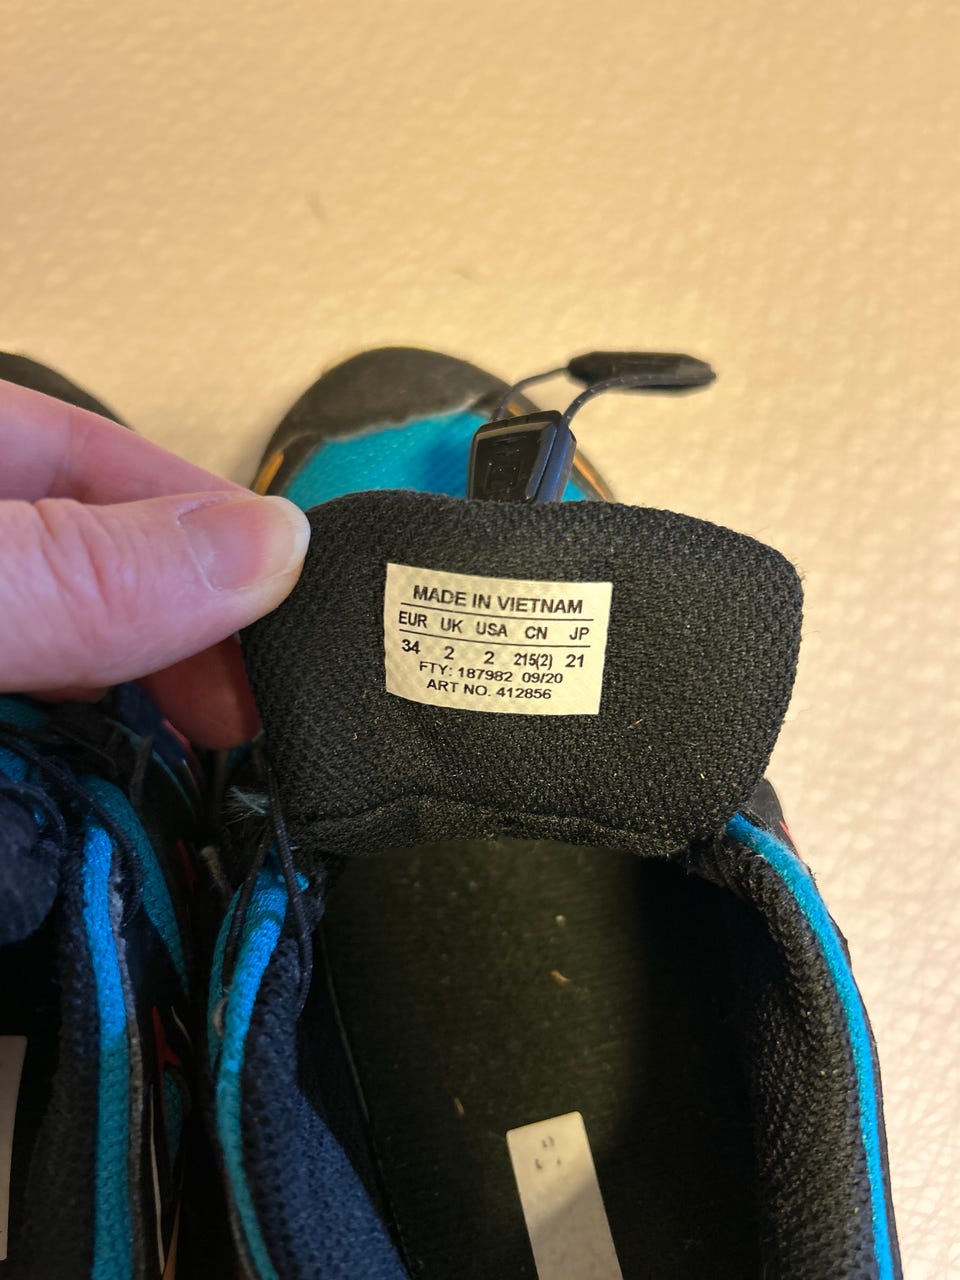 MADE IN VIETNAM
EUR UK USA CN JP
34 2 2 215(2) 21
FTY: 187982 09/20
ART NO. 412856